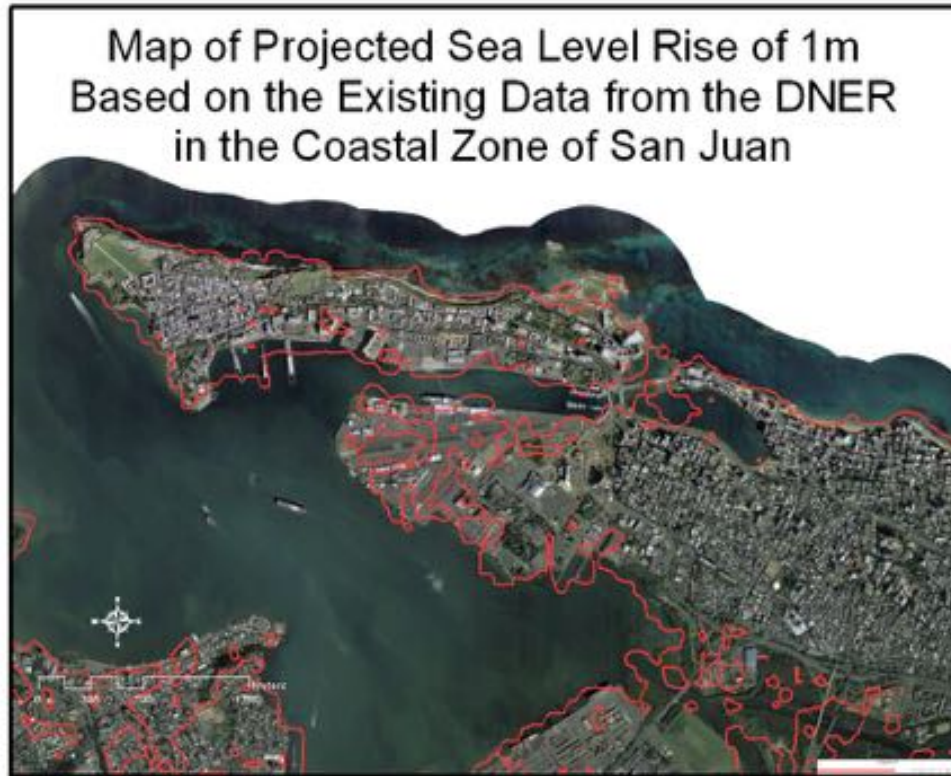 Map of Projected Sea Level Rise of 1m
Based on the Existing Data from the DNER
in the Coastal Zone of San Juan